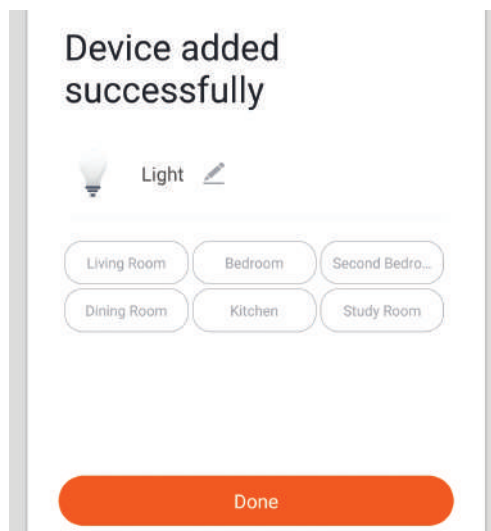 Device added
successfully
Light
Living Room Bedroom Second Bedro...
Dining Room Kitchen Study Room
Done